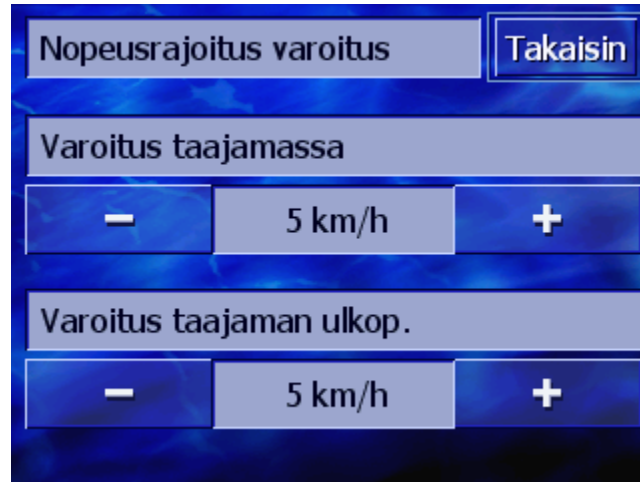 Nopeusrajoitus varoitus
Takaisin
Varoitus taajamassa
− 5 km/h +
Varoitus taajaman ulkop.
− 5 km/h +